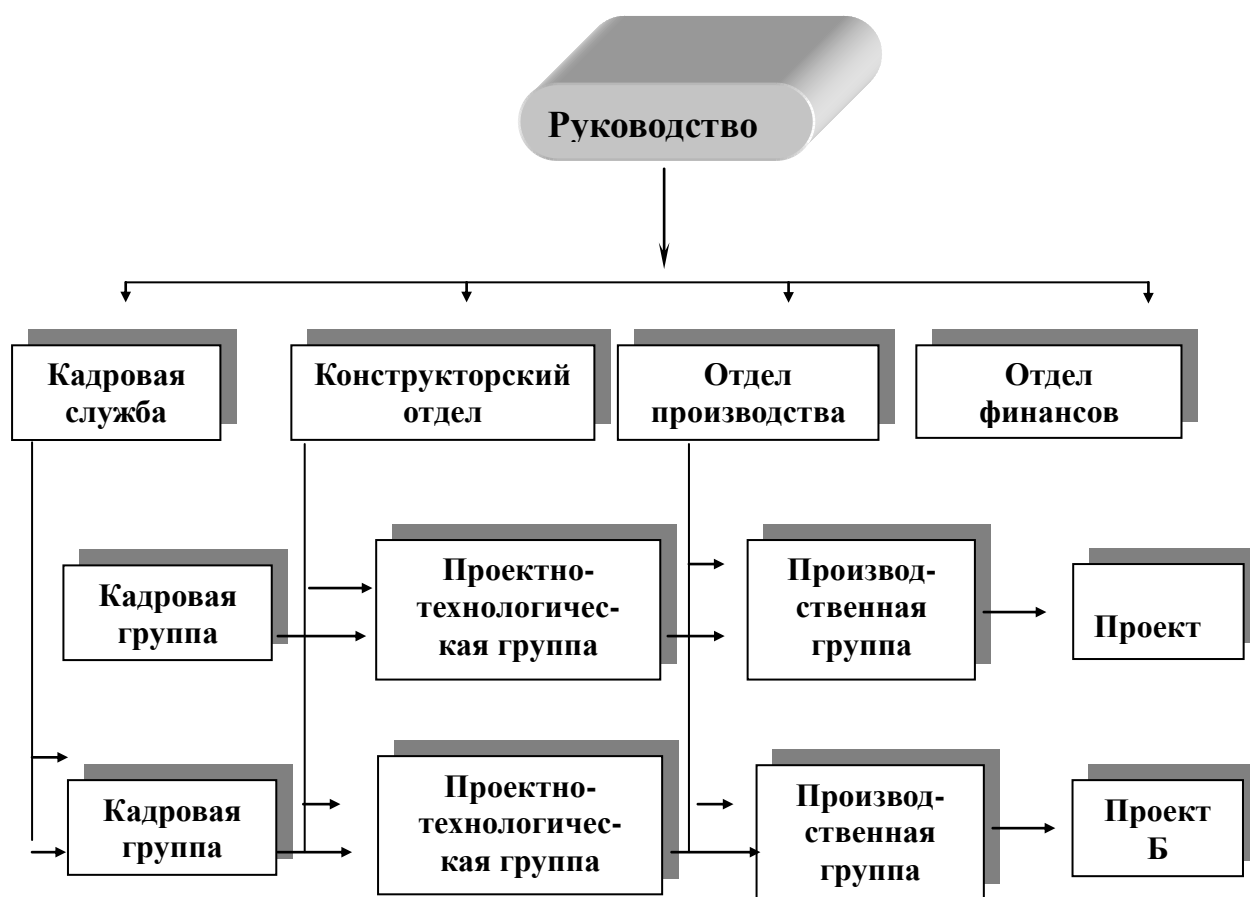 Руководство
Кадровая
служба
Конструкторский
отдел
Отдел
производства
Отдел
финансов
Кадровая
группа
Проектно-
технологичес-
кая группа
Производ-
ственная
группа
Проект
Кадровая
группа
Проектно-
технологичес-
кая группа
Производ-
ственная
группа
Проект
Б